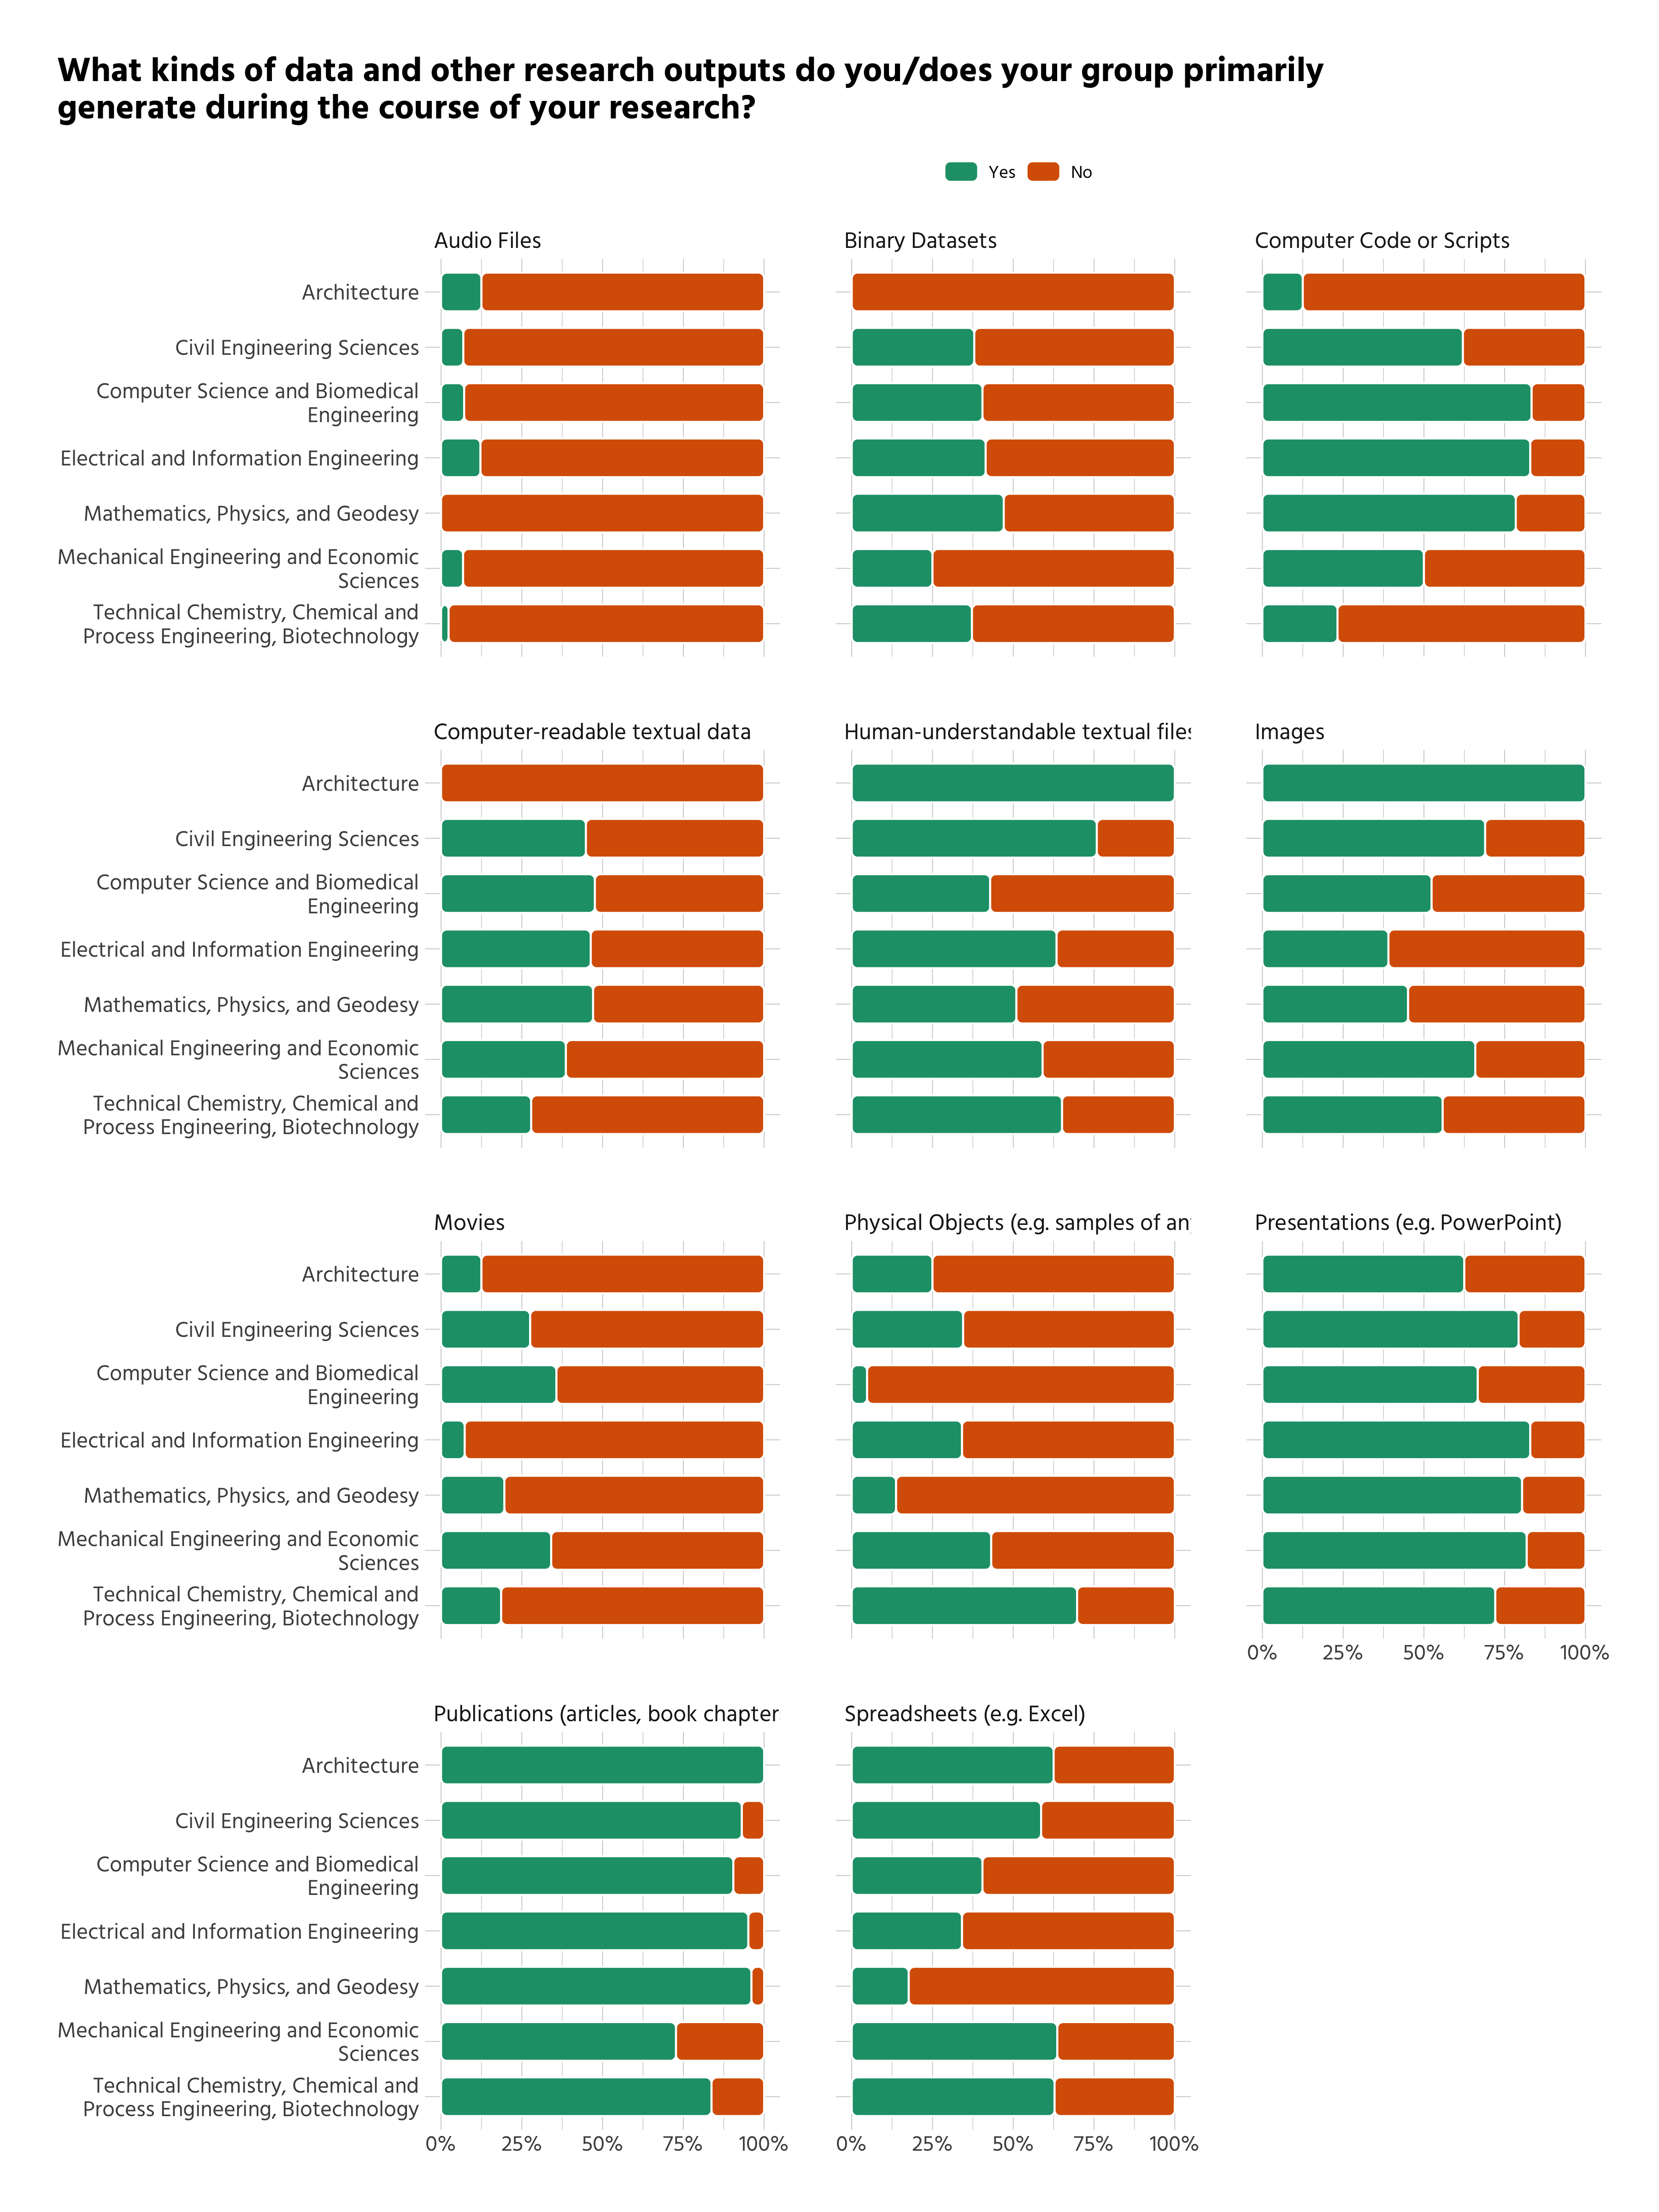 What kinds of data and other research outputs do you/does your group primarily
generate during the course of your research?
Yes No
Audio Files
Binary Datasets
Computer Code or Scripts
Architecture
Civil Engineering Sciences
Computer Science and Biomedical
Engineering
Electrical and Information Engineering
Mathematics, Physics, and Geodesy
Mechanical Engineering and Economic
Sciences
Technical Chemistry, Chemical and
Process Engineering, Biotechnology
Computer-readable textual data
Human-understandable textual files
Images
Architecture
Civil Engineering Sciences
Computer Science and Biomedical
Engineering
Electrical and Information Engineering
Mathematics, Physics, and Geodesy
Mechanical Engineering and Economic
Sciences
Technical Chemistry, Chemical and
Process Engineering, Biotechnology
Movies
Physical Objects (e.g. samples of any
Presentations (e.g. PowerPoint)
Architecture
Civil Engineering Sciences
Computer Science and Biomedical
Engineering
Electrical and Information Engineering
Mathematics, Physics, and Geodesy
Mechanical Engineering and Economic
Sciences
Technical Chemistry, Chemical and
Process Engineering, Biotechnology
0% 25% 50% 75% 100%
Publications (articles, book chapter
Spreadsheets (e.g. Excel)
Architecture
Civil Engineering Sciences
Computer Science and Biomedical
Engineering
Electrical and Information Engineering
Mathematics, Physics, and Geodesy
Mechanical Engineering and Economic
Sciences
Technical Chemistry, Chemical and
Process Engineering, Biotechnology
0% 25% 50% 75% 100%
0% 25% 50% 75% 100%